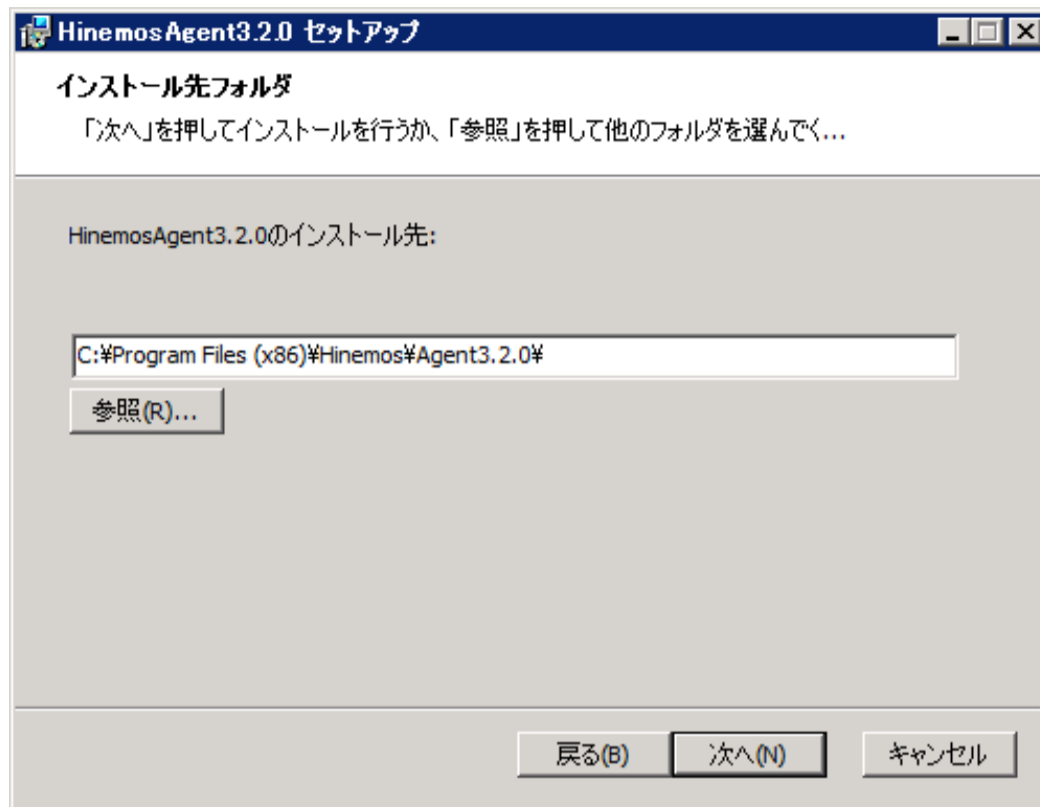 HinemosAgent3.2.0 セットアップ
インストール先フォルダ
「次へ」を押してインストールを行うか、「参照」を押して他のフォルダを選んでく...
HinemosAgent3.2.0のインストール先:
C:¥Program Files (x86)¥Hinemos¥Agent3.2.0¥
参照(R)...
戻る(B) 次へ(N) キャンセル